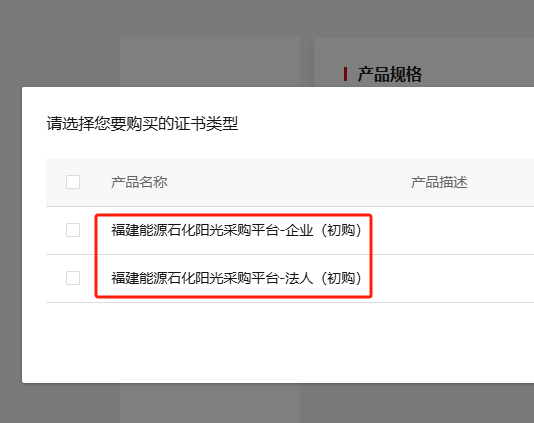 产品规格
请选择您要购买的证书类型
产品名称 产品描述
福建能源石化阳光采购平台-企业（初购）
福建能源石化阳光采购平台-法人（初购）